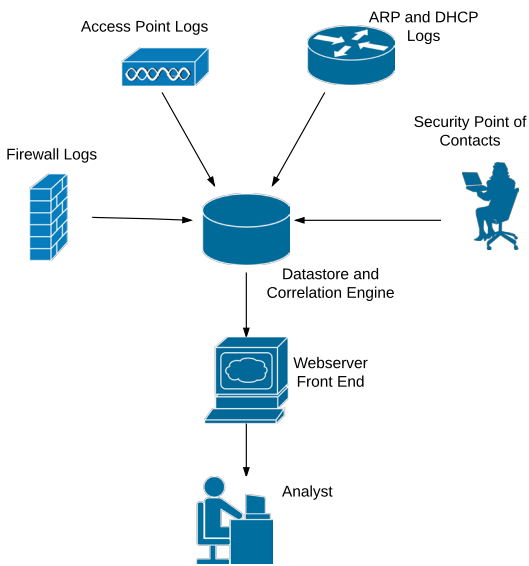 Access Point Logs
ARP and DHCP
Logs
Security Point of
Contacts
Firewall Logs
Datastore and
Correlation Engine
Webserver
Front End
Analyst